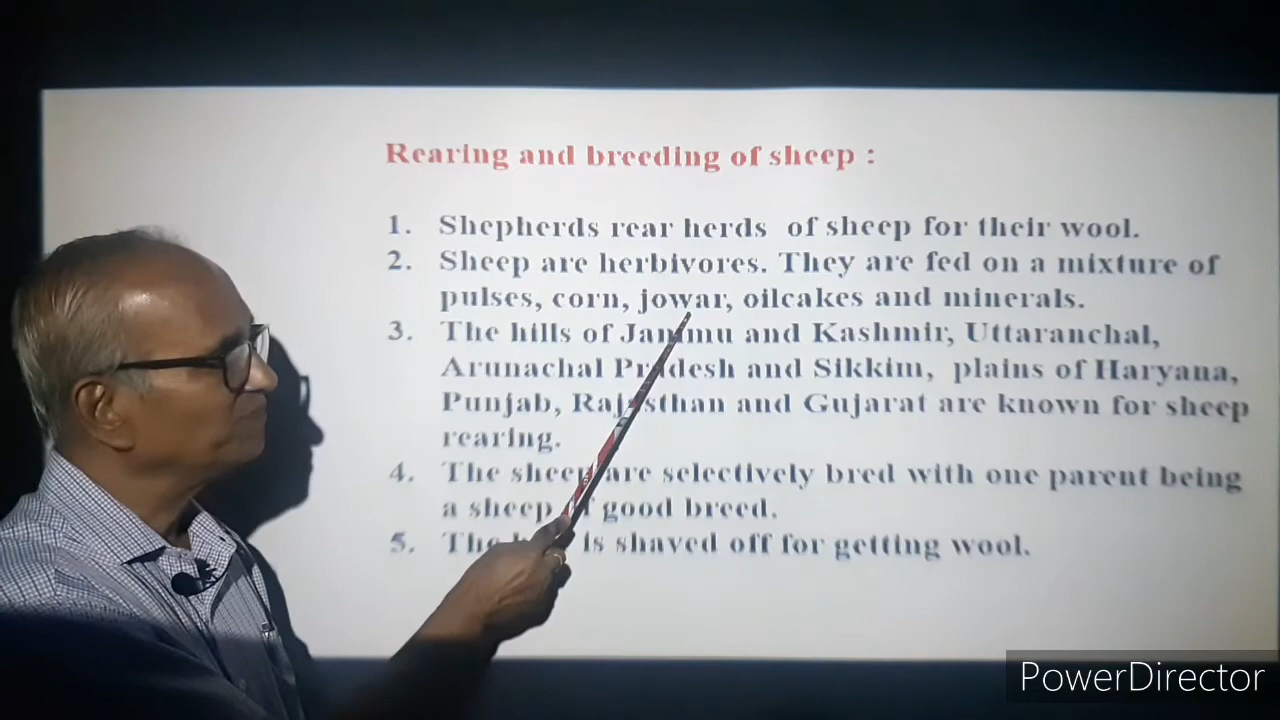 Rearing and breeding of sheep :
1. Shepherds rear herds of sheep for their wool.
2. Sheep are herbivores. They are fed on a mixture of
pulses, corn, jowar, oilcakes and minerals.
3. The hills of Jammu and Kashmir, Uttaranchal,
Arunachal Pradesh and Sikkim, plains of Haryana,
Punjab, Rajasthan and Gujarat are known for sheep
rearing.
4. The sheep are selectively bred with one parent being
a sheep of good breed.
5. The is shaved off for getting wool.
PowerDirector